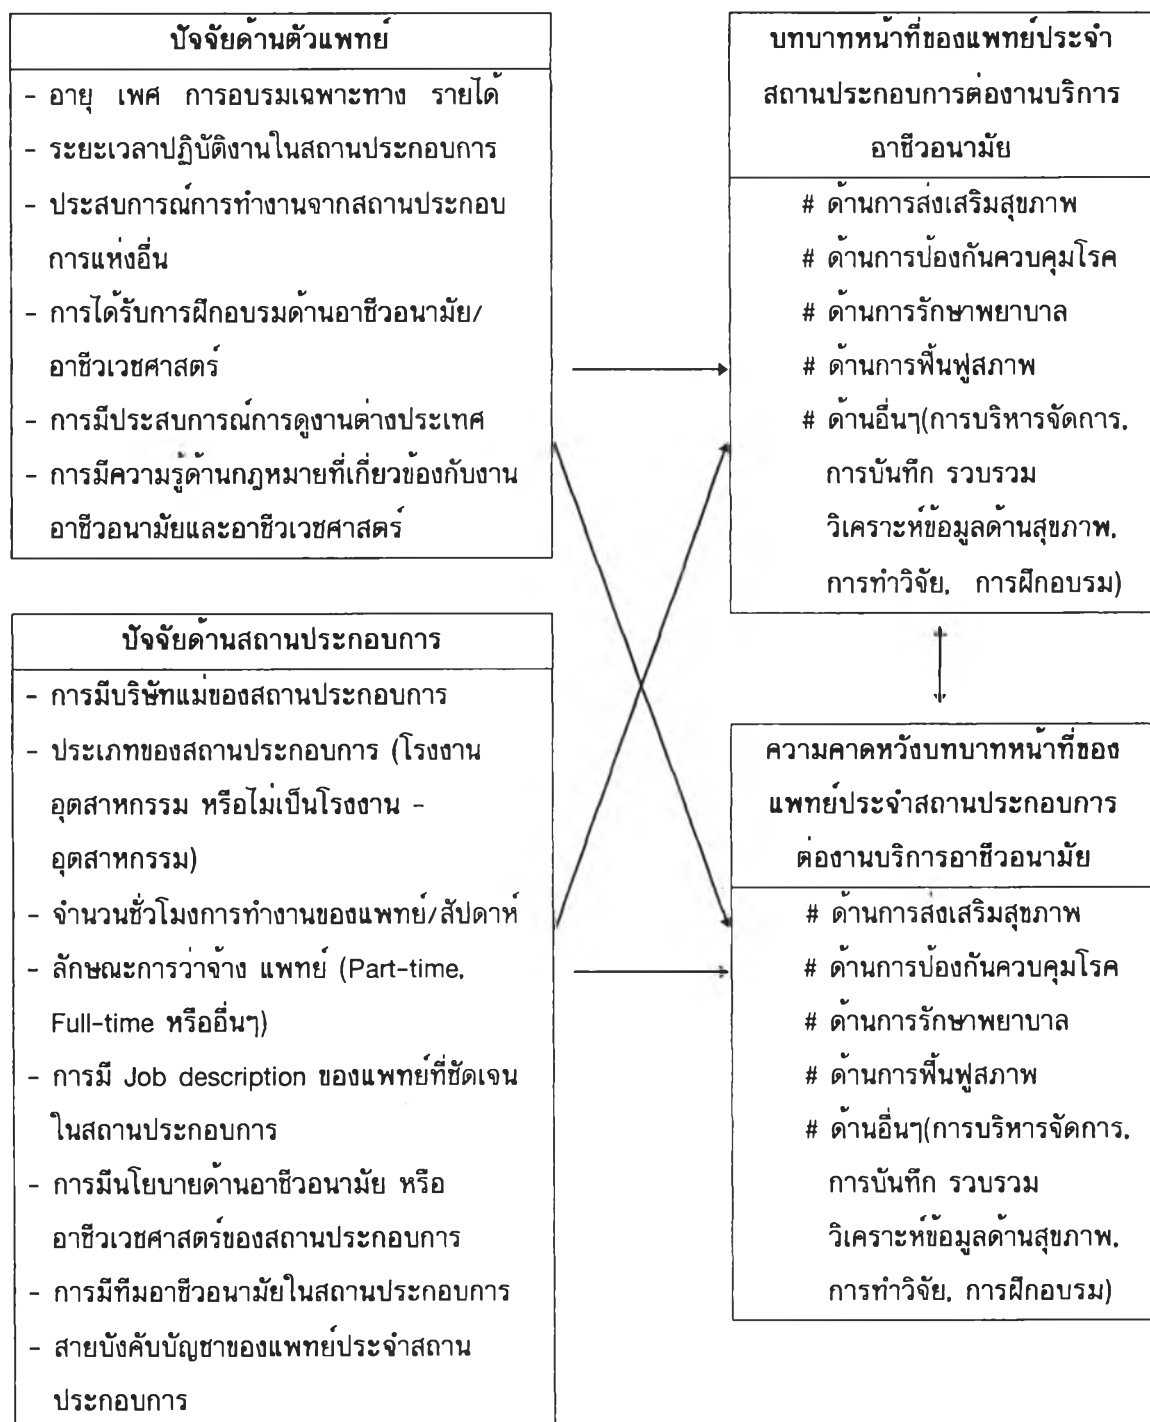 ปัจจัยด้านตัวแพทย์
- อายุ เพศ การอบรมเฉพาะทาง รายได้
- ระยะเวลาปฏิบัติงานในสถานประกอบการ
- ประสบการณ์การทำงานจากสถานประกอบ
การแห่งอื่น
- การได้รับการฝึกอบรมด้านอาชีวอนามัย/
อาชีวเวชศาสตร์
- การมีประสบการณ์การดูงานต่างประเทศ
- การมีความรู้ด้านกฎหมายที่เกี่ยวข้องกับงาน
อาชีวอนามัยและอาชีวเวชศาสตร์
ปัจจัยด้านสถานประกอบการ
- การมีบริษัทแม่ของสถานประกอบการ
- ประเภทของสถานประกอบการ (โรงงาน
อุตสาหกรรม หรือไม่เป็นโรงงาน -
อุตสาหกรรม)
- จำนวนชั่วโมงการทำงานของแพทย์/สัปดาห์
- ลักษณะการว่าจ้าง แพทย์ (Part-time,
Full-time หรืออื่นๆ)
- การมี Job description ของแพทย์ที่ชัดเจน
ในสถานประกอบการ
- การมีนโยบายด้านอาชีวอนามัย หรือ
อาชีวเวชศาสตร์ของสถานประกอบการ
- การมีทีมอาชีวอนามัยในสถานประกอบการ
- สายบังคับบัญชาของแพทย์ประจำสถาน
ประกอบการ
บทบาทหน้าที่ของแพทย์ประจำ
สถานประกอบการต่องานบริการ
อาชีวอนามัย
# ด้านการส่งเสริมสุขภาพ
# ด้านการป้องกันควบคุมโรค
# ด้านการรักษาพยาบาล
# ด้านการฟื้นฟูสภาพ
# ด้านอื่นๆ(การบริหารจัดการ,
การบันทึก รวบรวม
วิเคราะห์ข้อมูลด้านสุขภาพ,
การทำวิจัย, การฝึกอบรม)
ความคาดหวังบทบาทหน้าที่ของ
แพทย์ประจำสถานประกอบการ
ต่องานบริการอาชีวอนามัย
# ด้านการส่งเสริมสุขภาพ
# ด้านการป้องกันควบคุมโรค
# ด้านการรักษาพยาบาล
# ด้านการฟื้นฟูสภาพ
# ด้านอื่นๆ(การบริหารจัดการ,
การบันทึก รวบรวม
วิเคราะห์ข้อมูลด้านสุขภาพ,
การทำวิจัย, การฝึกอบรม)